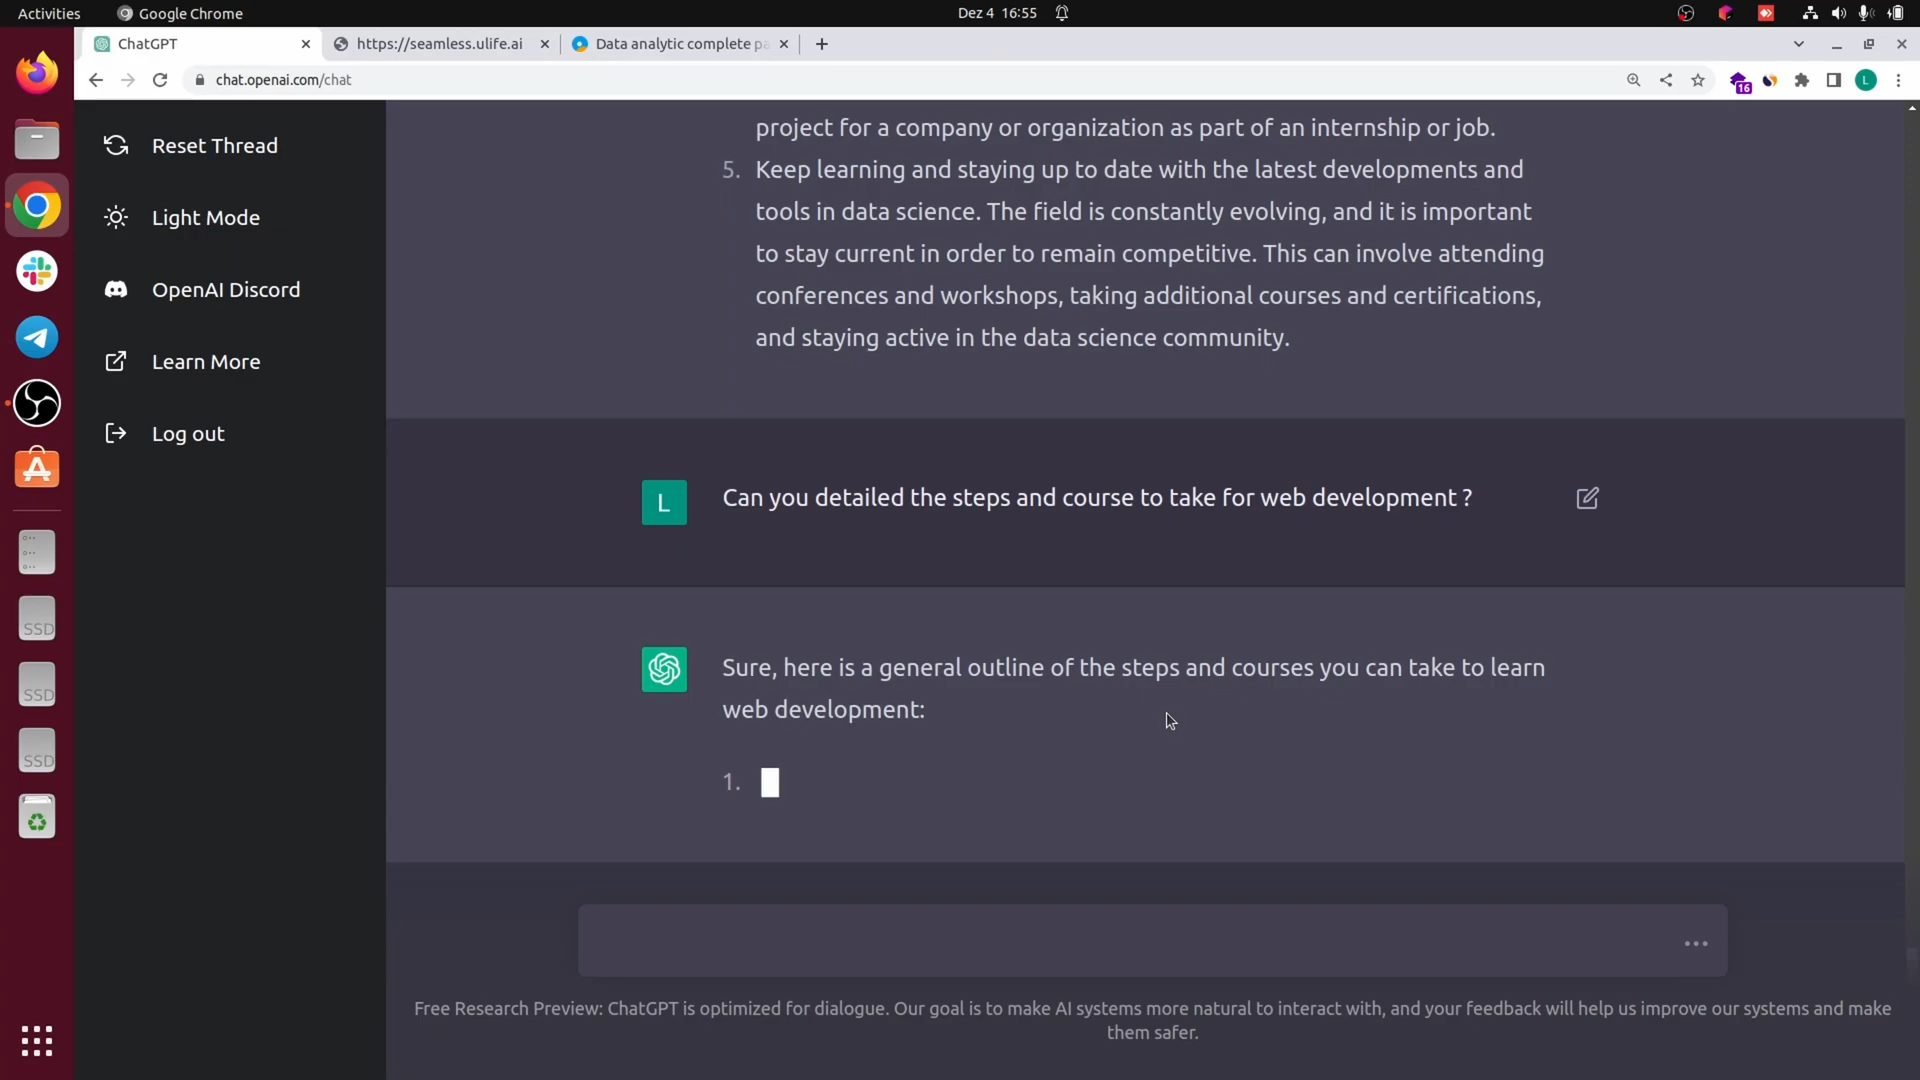 Activities
Google Chrome
Dez 4 16:55
ChatGPT
https://seamless.ulife.ai
Data analytic complete pa
chat.openai.com/chat
16
L
Reset Thread
Light Mode
OpenAI Discord
Learn More
Log out
project for a company or organization as part of an internship or job.
5. Keep learning and staying up to date with the latest developments and
tools in data science. The field is constantly evolving, and it is important
to stay current in order to remain competitive. This can involve attending
conferences and workshops, taking additional courses and certifications,
and staying active in the data science community.
L
Can you detailed the steps and course to take for web development ?
Sure, here is a general outline of the steps and courses you can take to learn
web development:
1.
SSD
SSD
SSD
Free Research Preview: ChatGPT is optimized for dialogue. Our goal is to make AI systems more natural to interact with, and your feedback will help us improve our systems and make
them safer.